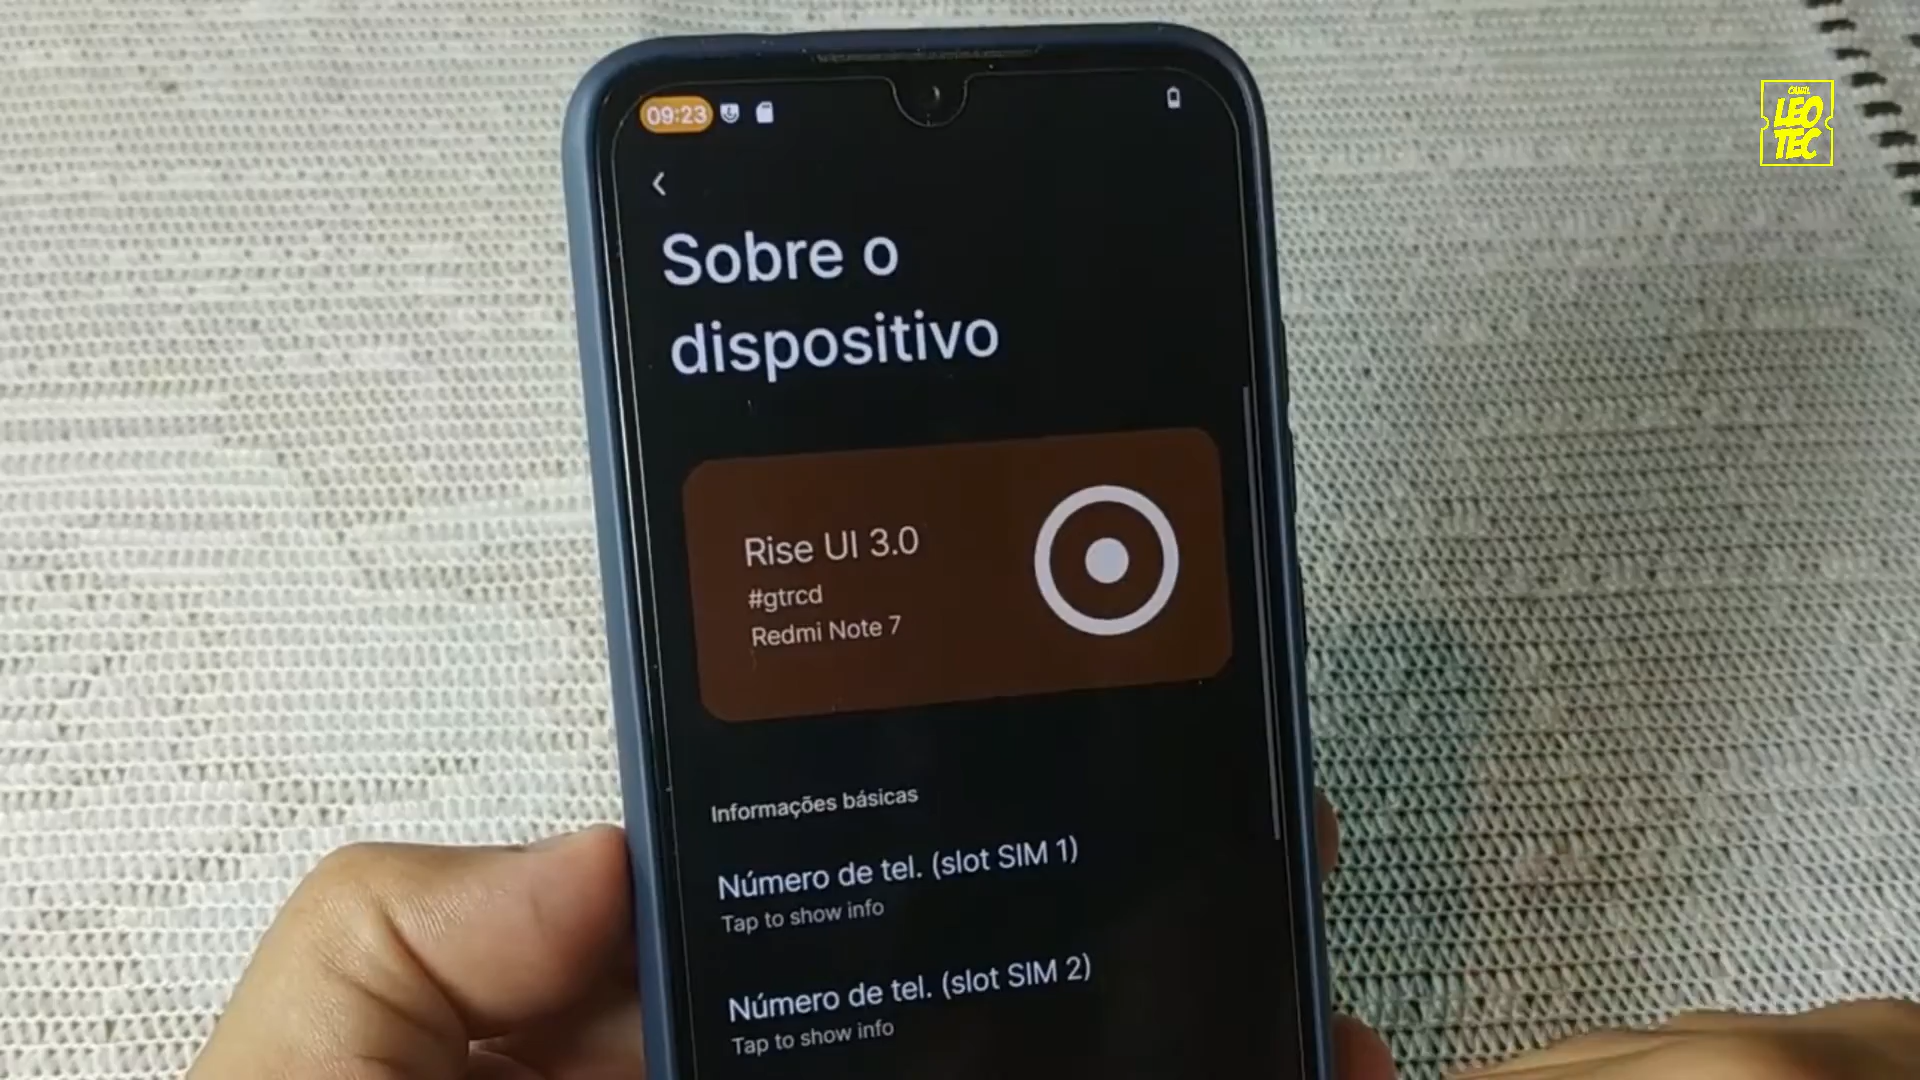 CANAL
LEO
TEC
09:23
Sobre o
dispositivo
Rise UI 3.0
#gtrcd
Redmi Note 7
Informações básicas
Número de tel. (slot SIM 1)
Tap to show info
Número de tel. (slot SIM 2)
Tap to show info